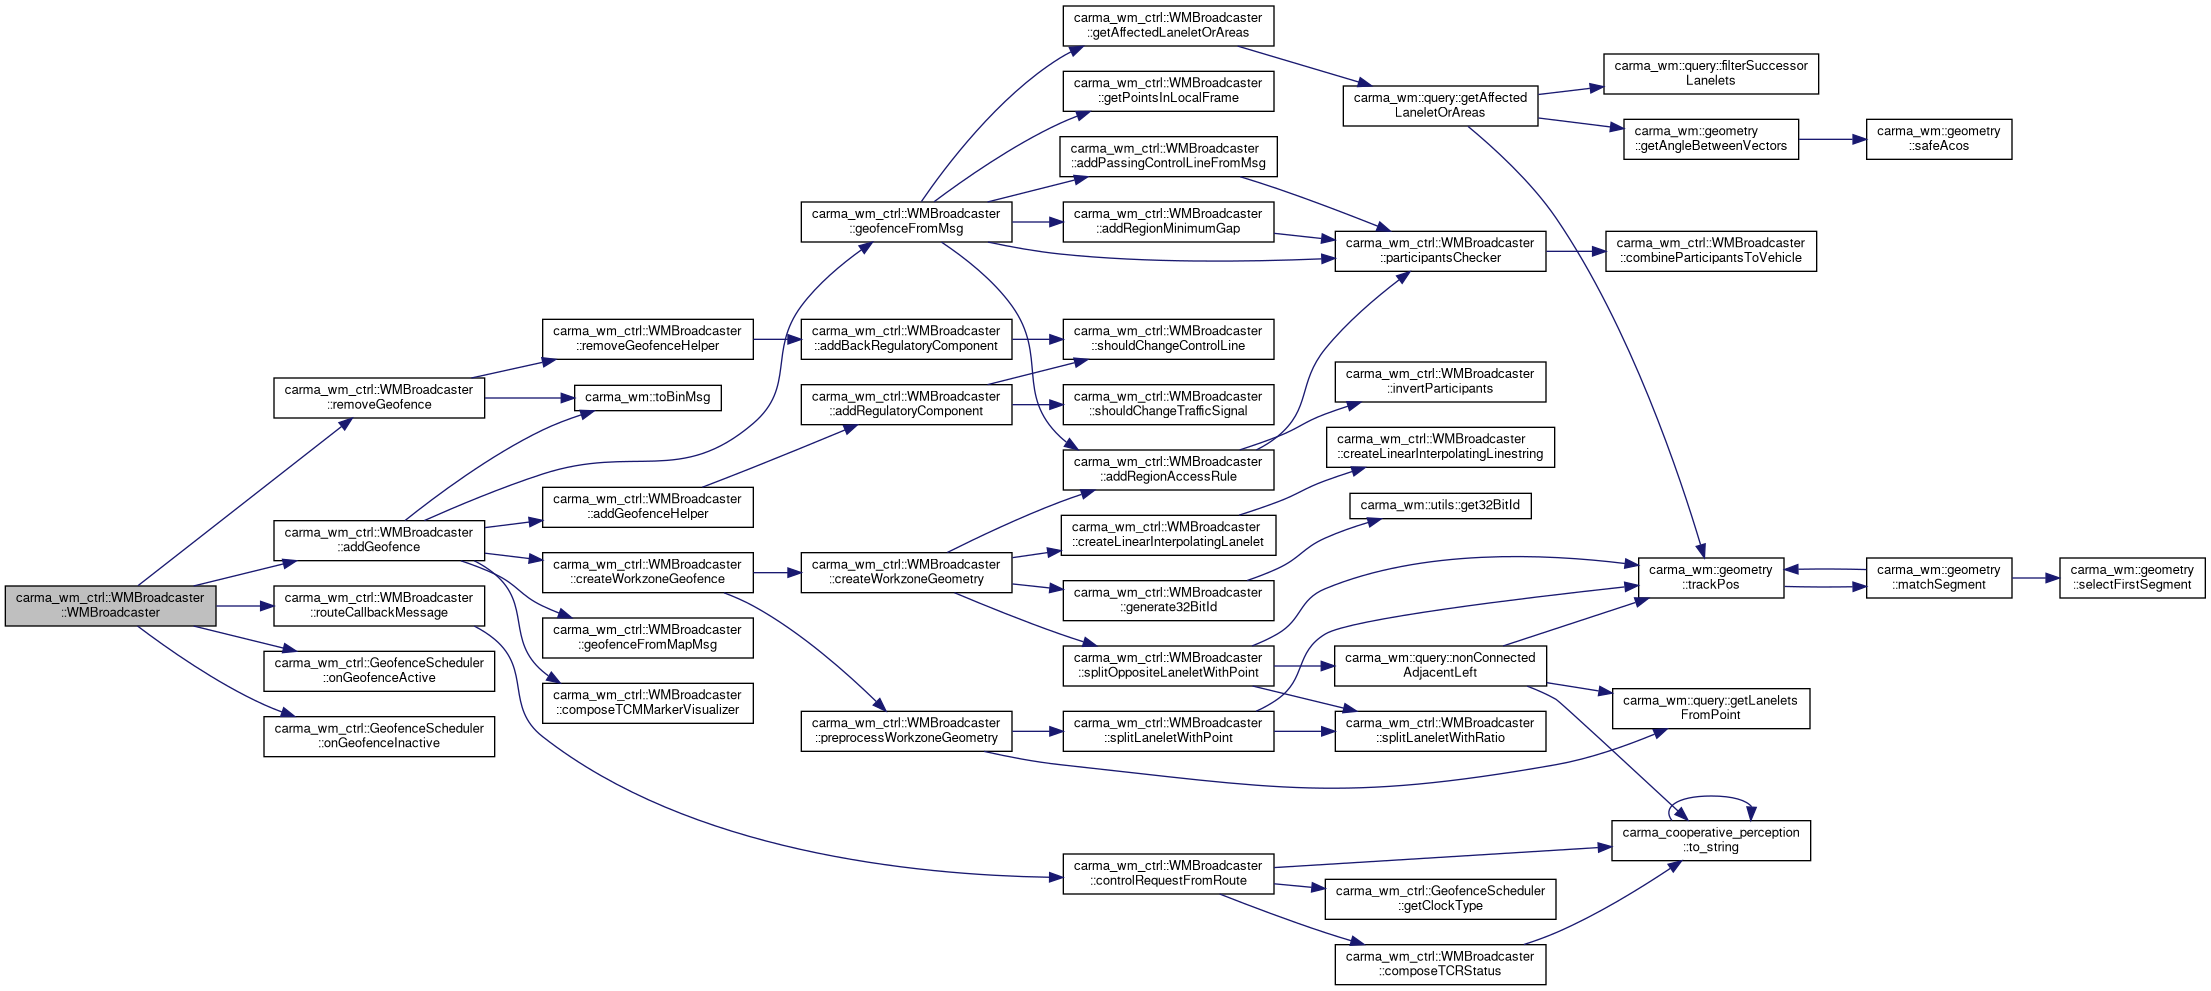 carma_wm_ctrl::WMBroadcaster
::WMBroadcaster
carma_wm_ctrl::WMBroadcaster
::removeGeofence
carma_wm_ctrl::WMBroadcaster
::addGeofence
carma_wm_ctrl::WMBroadcaster
::routeCallbackMessage
carma_wm_ctrl::GeofenceScheduler
::onGeofenceActive
carma_wm_ctrl::GeofenceScheduler
::onGeofenceInactive
carma_wm_ctrl::WMBroadcaster
::removeGeofenceHelper
carma_wm::toBinMsg
carma_wm_ctrl::WMBroadcaster
::addGeofenceHelper
carma_wm_ctrl::WMBroadcaster
::createWorkzoneGeofence
carma_wm_ctrl::WMBroadcaster
::geofenceFromMapMsg
carma_wm_ctrl::WMBroadcaster
::composeTCMMarkerVisualizer
carma_wm_ctrl::WMBroadcaster
::geofenceFromMsg
carma_wm_ctrl::WMBroadcaster
::addBackRegulatoryComponent
carma_wm_ctrl::WMBroadcaster
::addRegulatoryComponent
carma_wm_ctrl::WMBroadcaster
::createWorkzoneGeometry
carma_wm_ctrl::WMBroadcaster
::preprocessWorkzoneGeometry
carma_wm_ctrl::WMBroadcaster
::getAffectedLaneletOrAreas
carma_wm_ctrl::WMBroadcaster
::getPointsInLocalFrame
carma_wm_ctrl::WMBroadcaster
::addPassingControlLineFromMsg
carma_wm_ctrl::WMBroadcaster
::addRegionMinimumGap
carma_wm_ctrl::WMBroadcaster
::shouldChangeControlLine
carma_wm_ctrl::WMBroadcaster
::shouldChangeTrafficSignal
carma_wm_ctrl::WMBroadcaster
::addRegionAccessRule
carma_wm_ctrl::WMBroadcaster
::createLinearInterpolatingLanelet
carma_wm_ctrl::WMBroadcaster
::generate32BitId
carma_wm_ctrl::WMBroadcaster
::splitOppositeLaneletWithPoint
carma_wm_ctrl::WMBroadcaster
::splitLaneletWithPoint
carma_wm_ctrl::WMBroadcaster
::controlRequestFromRoute
carma_wm::query::getAffected
LaneletOrAreas
carma_wm_ctrl::WMBroadcaster
::participantsChecker
carma_wm_ctrl::WMBroadcaster
::invertParticipants
carma_wm_ctrl::WMBroadcaster
::createLinearInterpolatingLinestring
carma_wm::utils::get32BitId
carma_wm::query::nonConnected
AdjacentLeft
carma_wm_ctrl::WMBroadcaster
::splitLaneletWithRatio
carma_wm_ctrl::GeofenceScheduler
::getClockType
carma_wm_ctrl::WMBroadcaster
::composeTCRStatus
carma_wm::query::filterSuccessor
Lanelets
carma_wm::geometry
::getAngleBetweenVectors
carma_wm_ctrl::WMBroadcaster
::combineParticipantsToVehicle
carma_wm::geometry
::trackPos
carma_wm::query::getLanelets
FromPoint
carma_cooperative_perception
::to_string
carma_wm::geometry
::safeAcos
carma_wm::geometry
::matchSegment
carma_wm::geometry
::selectFirstSegment